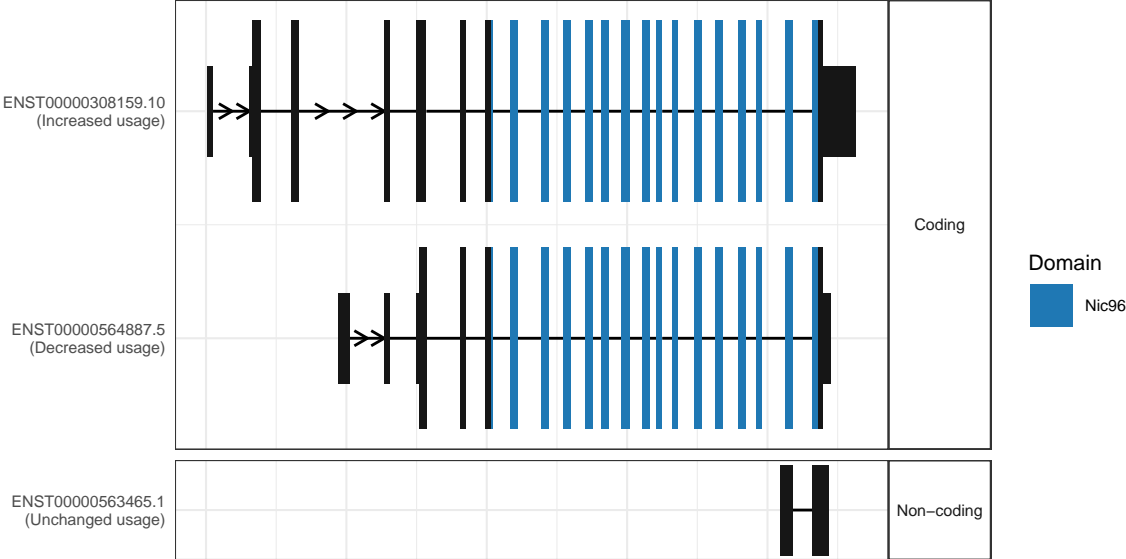 ENST00000308159.10
(Increased usage)
Coding
Domain
Nic96
ENST00000564887.5
(Decreased usage)
ENST00000563465.1
(Unchanged usage)
Non−coding